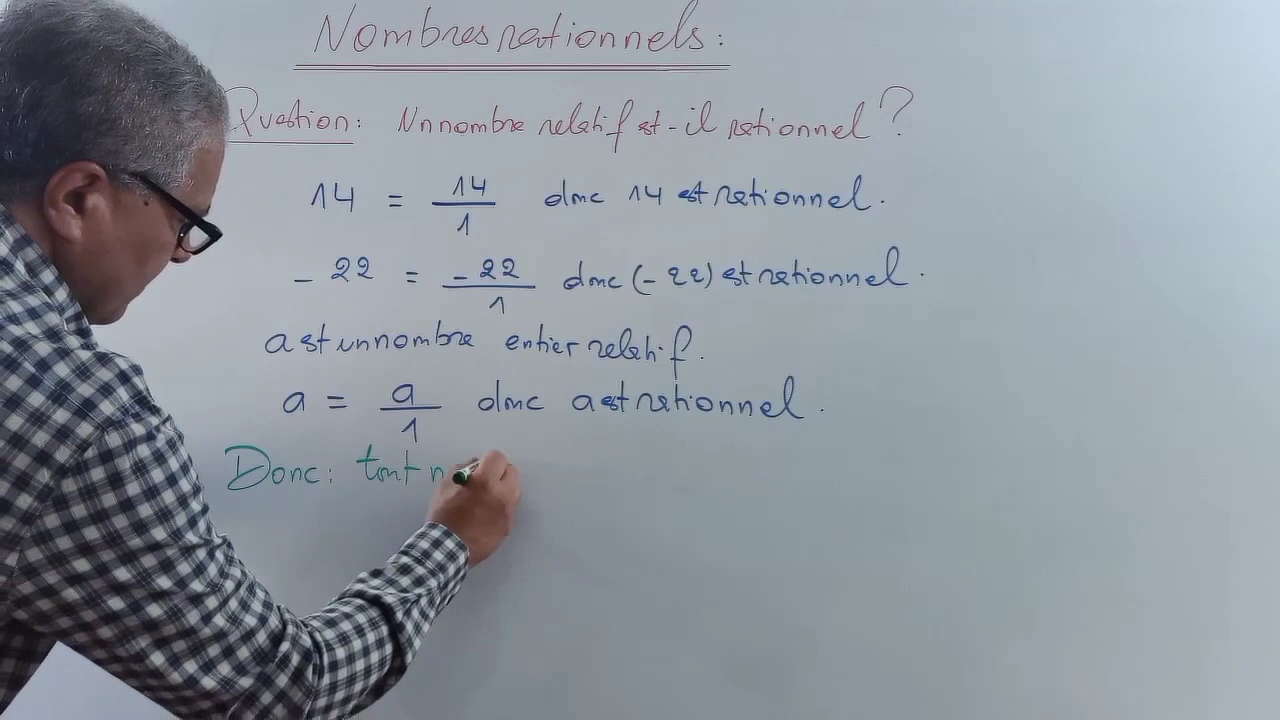 Nombres rationnels :
Question : Un nombre relatif est-il rationnel ?
14 = 14/1 donc 14 est rationnel.
- 22 = - 22/1 donc (- 22) est rationnel.
a est un nombre entier relatif.
a = a/1 donc a est rationnel.
Donc : tout n